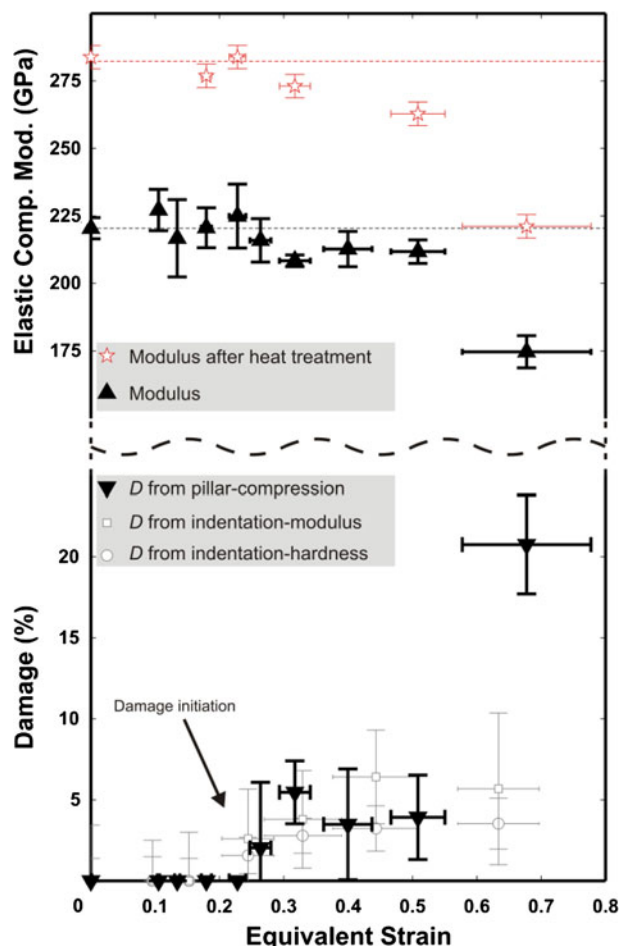 Elastic Comp. Mod. (GPa)
275
250
225
200
175
Modulus after heat treatment
Modulus
D from pillar-compression
D from indentation-modulus
D from indentation-hardness
Damage (%)
20
15
10
5
Damage initiation
0 0.1 0.2 0.3 0.4 0.5 0.6 0.7 0.8
Equivalent Strain